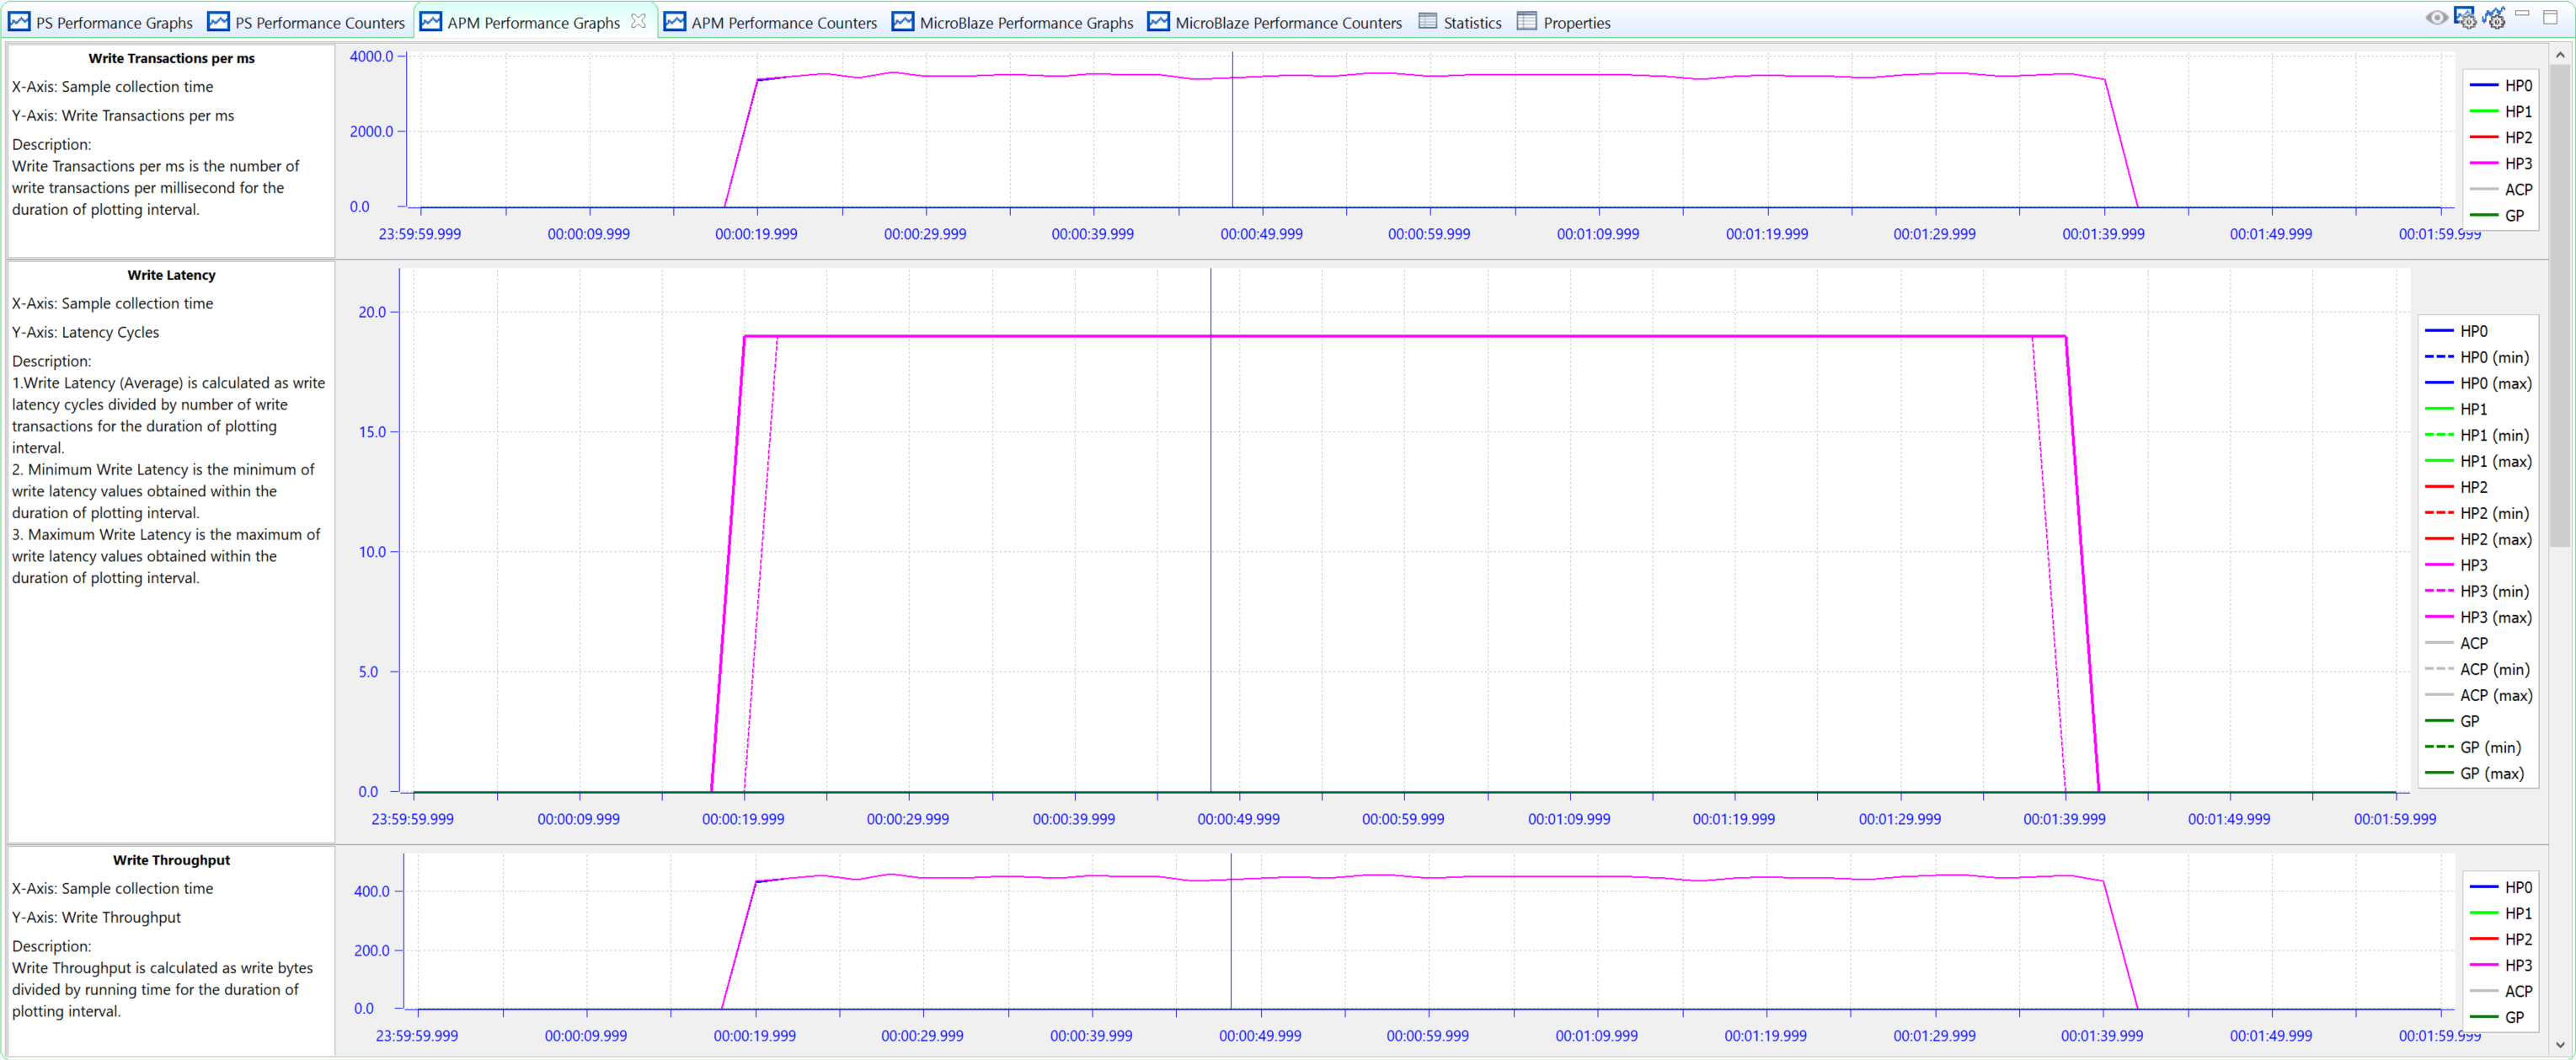 PS Performance Graphs PS Performance Counters APM Performance Graphs APM Performance Counters MicroBlaze Performance Graphs MicroBlaze Performance Counters Statistics Properties
Write Transactions per ms
X-Axis: Sample collection time
Y-Axis: Write Transactions per ms
Description:
Write Transactions per ms is the number of
write transactions per millisecond for the
duration of plotting interval.
4000.0
2000.0
0.0
23:59:59.999 00:00:09.999 00:00:19.999 00:00:29.999 00:00:39.999 00:00:49.999 00:00:59.999 00:01:09.999 00:01:19.999 00:01:29.999 00:01:39.999 00:01:49.999 00:01:59.999
HP0
HP1
HP2
HP3
ACP
GP
Write Latency
X-Axis: Sample collection time
Y-Axis: Latency Cycles
Description:
1.Write Latency (Average) is calculated as write
latency cycles divided by number of write
transactions for the duration of plotting
interval.
2. Minimum Write Latency is the minimum of
write latency values obtained within the
duration of plotting interval.
3. Maximum Write Latency is the maximum of
write latency values obtained within the
duration of plotting interval.
20.0
15.0
10.0
5.0
0.0
23:59:59.999 00:00:09.999 00:00:19.999 00:00:29.999 00:00:39.999 00:00:49.999 00:00:59.999 00:01:09.999 00:01:19.999 00:01:29.999 00:01:39.999 00:01:49.999 00:01:59.999
HP0
HP0 (min)
HP0 (max)
HP1
HP1 (min)
HP1 (max)
HP2
HP2 (min)
HP2 (max)
HP3
HP3 (min)
HP3 (max)
ACP
ACP (min)
ACP (max)
GP
GP (min)
GP (max)
Write Throughput
X-Axis: Sample collection time
Y-Axis: Write Throughput
Description:
Write Throughput is calculated as write bytes
divided by running time for the duration of
plotting interval.
400.0
200.0
0.0
23:59:59.999 00:00:09.999 00:00:19.999 00:00:29.999 00:00:39.999 00:00:49.999 00:00:59.999 00:01:09.999 00:01:19.999 00:01:29.999 00:01:39.999 00:01:49.999 00:01:59.999
HP0
HP1
HP2
HP3
ACP
GP